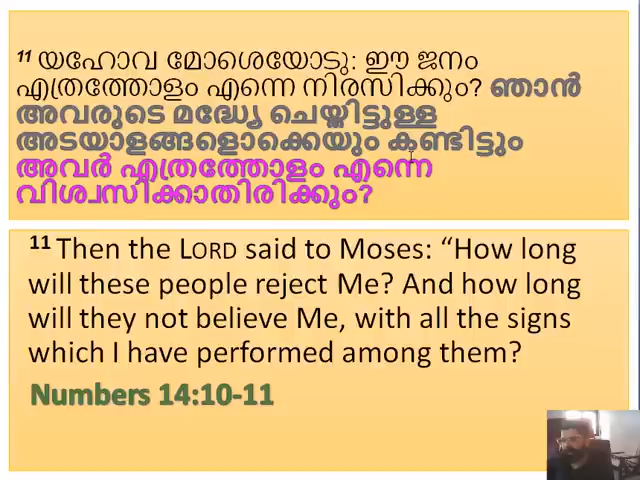 11 യഹോവ മോശെയോടു: ഈ ജനം
എത്രത്തോളം എന്നെ നിരസിക്കും? ഞാൻ
അവരുടെ മദ്ധ്യേ ചെയ്തിട്ടുള്ള
അടയാളങ്ങളൊക്കെയും കണ്ടിട്ടും
അവർ എത്രത്തോളം എന്നെ
വിശ്വസിക്കാതിരിക്കും?
11 Then the LORD said to Moses: “How long
will these people reject Me? And how long
will they not believe Me, with all the signs
which I have performed among them?
Numbers 14:10-11